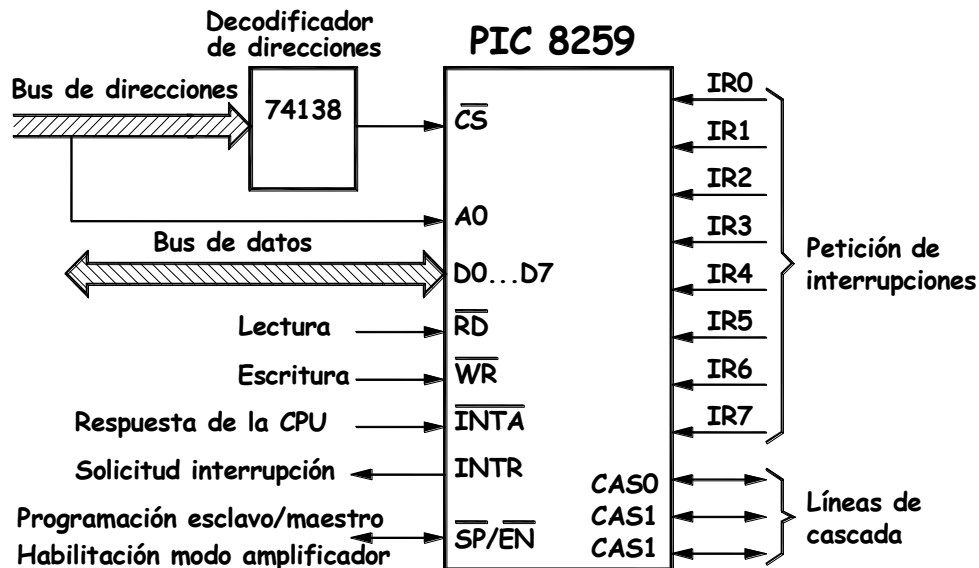 Decodificador
de direcciones
PIC 8259
Bus de direcciones
74138
CS
A0
Bus de datos
D0...D7
Lectura
RD
Escritura
WR
Respuesta de la CPU
INTA
Solicitud interrupción
INTR
Programación esclavo/maestro
Habilitación modo amplificador
SP/EN
IR0
IR1
IR2
IR3
IR4
IR5
IR6
IR7
Petición de
interrupciones
CAS0
CAS1
CAS1
Líneas de
cascada